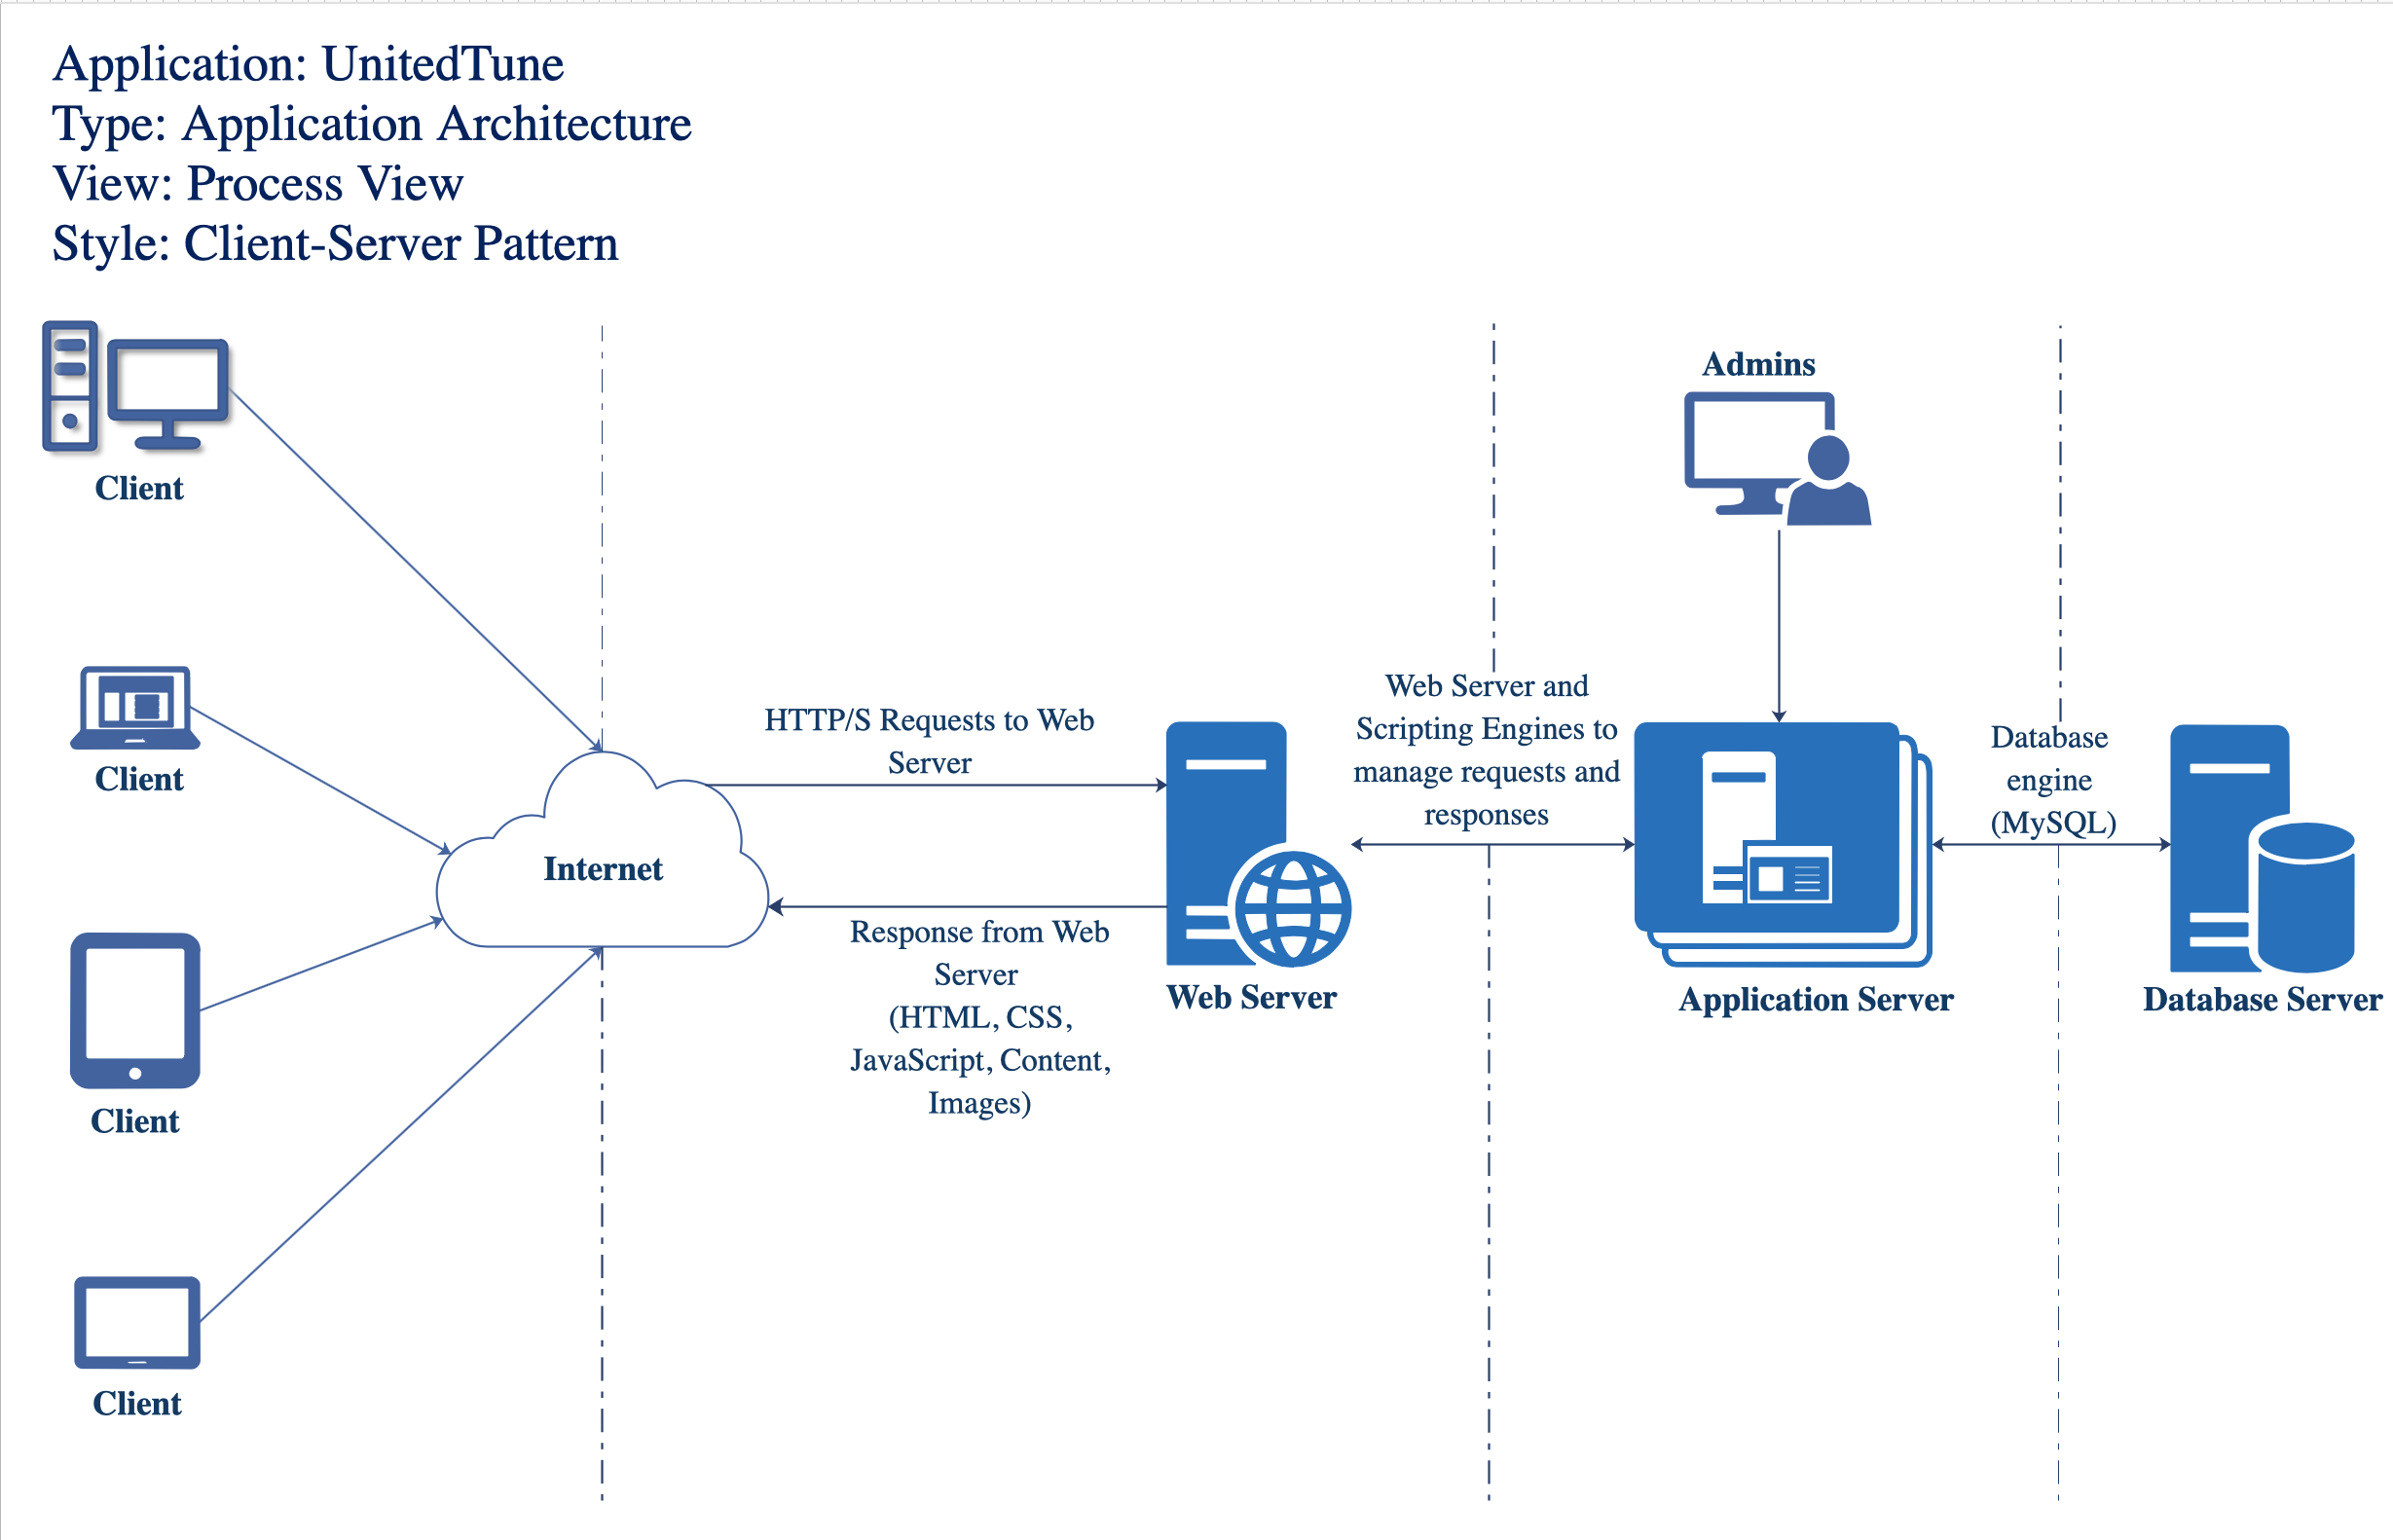 Application: UnitedTune
Type: Application Architecture
View: Process View
Style: Client-Server Pattern
Client
Client
Client
Client
Internet
HTTP/S Requests to Web
Server
Response from Web
Server
(HTML, CSS,
JavaScript, Content,
Images)
Web Server
Web Server and
Scripting Engines to
manage requests and
responses
Admins
Application Server
Database
engine
(MySQL)
Database Server